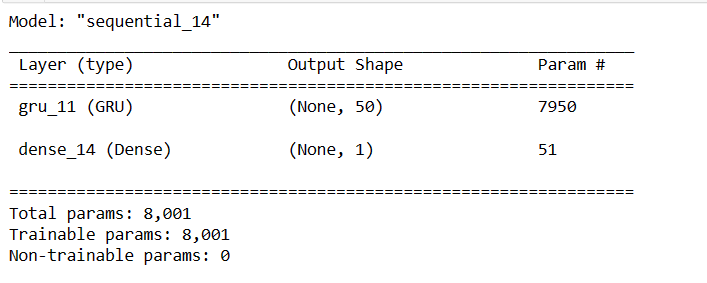 Model: "sequential_14"
_________________________________________________________________
Layer (type) Output Shape Param #
=================================================================
gru_11 (GRU) (None, 50) 7950
dense_14 (Dense) (None, 1) 51
=================================================================
Total params: 8,001
Trainable params: 8,001
Non-trainable params: 0